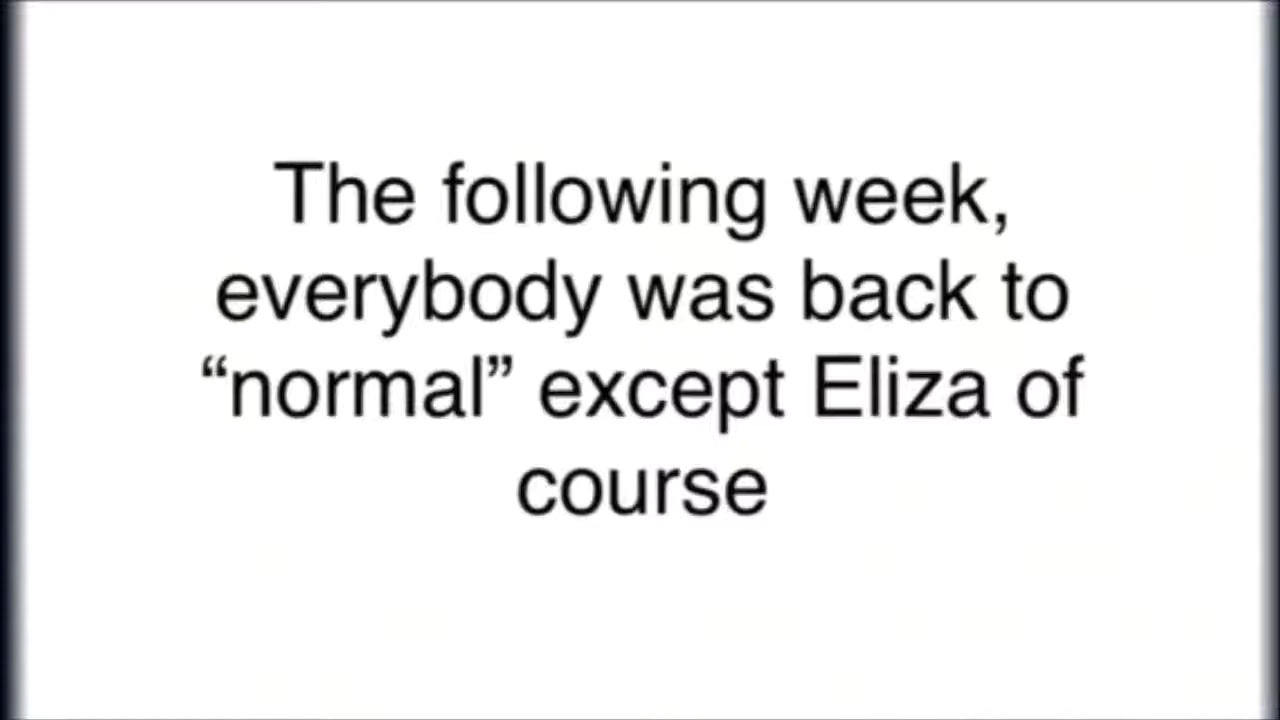 The following week,
everybody was back to
“normal” except Eliza of
course